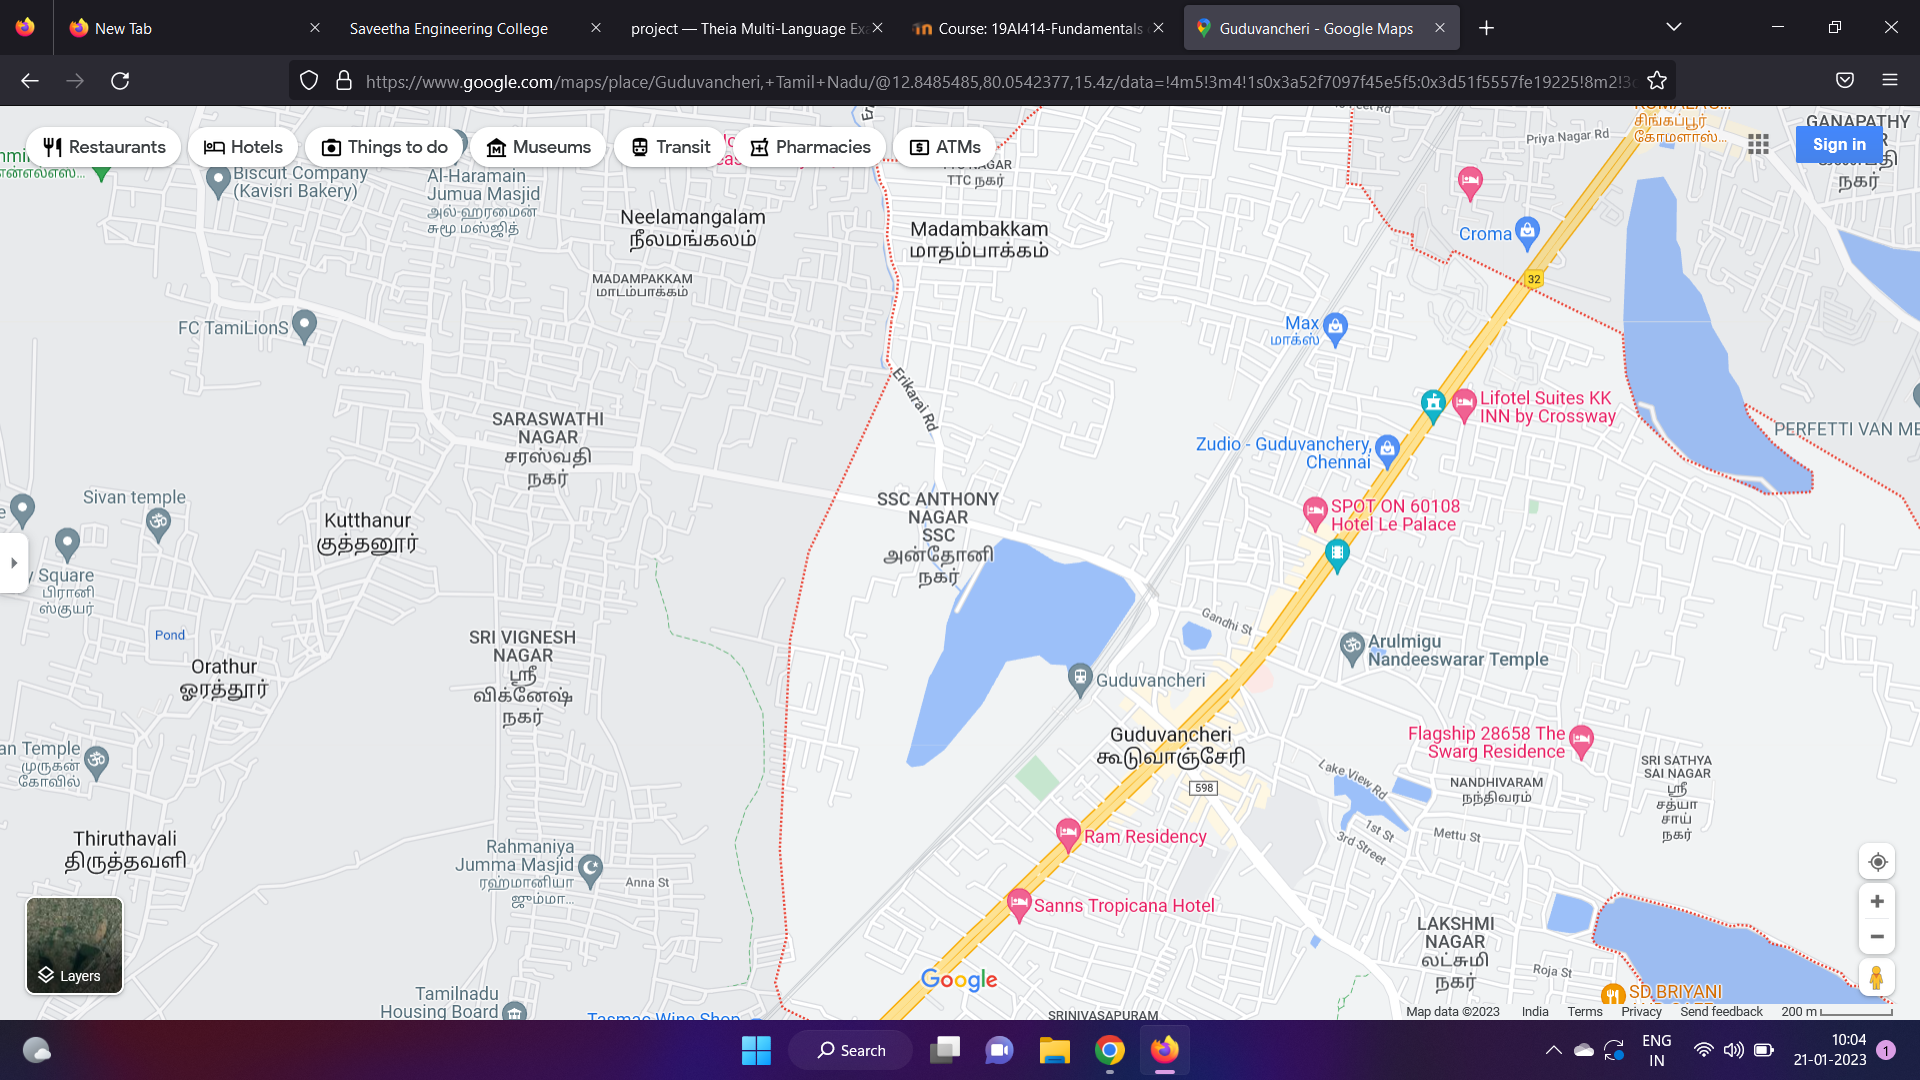 New Tab
Saveetha Engineering College
project — Theia Multi-Language Ex
Course: 19AI414-Fundamentals
Guduvancheri - Google Maps
https://www.google.com/maps/place/Guduvancheri,+Tamil+Nadu/@12.8485485,80.0542377,15.4z/data=!4m5!3m4!1s0x3a52f7097f45e5f5:0x3d51f5557fe19225!8m2!3
Restaurants
Hotels
Things to do
Museums
Transit
Pharmacies
ATMs
Sign in
Priya Nagar Rd
சிங்கப்பூர்
கோமளாஸ்...
GANAPATHY
நகர்
Biscuit Company
(Kavisri Bakery)
Al-Haramain
Jumua Masjid
அல்-ஹரமைன்
சுமூ மஸ்ஜித்
TTC நகர்
Neelamangalam
நீலமங்கலம்
Madambakkam
மாதம்பாக்கம்
Croma
MADAMPAKKAM
மாடம்பாக்கம்
32
FC TamiLionS
Max
மாக்ஸ்
Erikarai Rd
Lifotel Suites KK
INN by Crossway
SARASWATHI
NAGAR
சரஸ்வதி
நகர்
Zudio - Guduvanchery,
Chennai
PERFETTI VAN ME
Sivan temple
SSC ANTHONY
NAGAR
SSC
அன்தோனி
நகர்
SPOT ON 60108
Hotel Le Palace
Kutthanur
குத்தனூர்
y Square
பிரானி
ஸ்குயர்
Pond
Gandhi St
SRI VIGNESH
NAGAR
ஸ்ரீ
விக்னேஷ்
நகர்
Arulmigu
Nandeeswarar Temple
Orathur
ஓரத்தூர்
Guduvancheri
Guduvancheri
கூடுவாஞ்சேரி
Flagship 28658 The
Swarg Residence
an Temple
முருகன்
கோவில்
Lake View Rd
NANDHIVARAM
நந்திவரம்
SRI SATHYA
SAI NAGAR
ஸ்ரீ
சத்யா
சாய்
நகர்
598
1st St
3rd Street
Mettu St
Ram Residency
Thiruthavali
திருத்தவளி
Rahmaniya
Jumma Masjid
ரஹ்மானியா
ஜும்மா...
Anna St
Sanns Tropicana Hotel
LAKSHMI
NAGAR
லட்சுமி
நகர்
Roja St
Layers
Google
SD BRIYANI
Tamilnadu
Housing Board
Tasmac Wine Shop
SRINIVASAPURAM
Map data ©2023
India
Terms
Privacy
Send feedback
200 m
Search
ENG
IN
10:04
21-01-2023
1